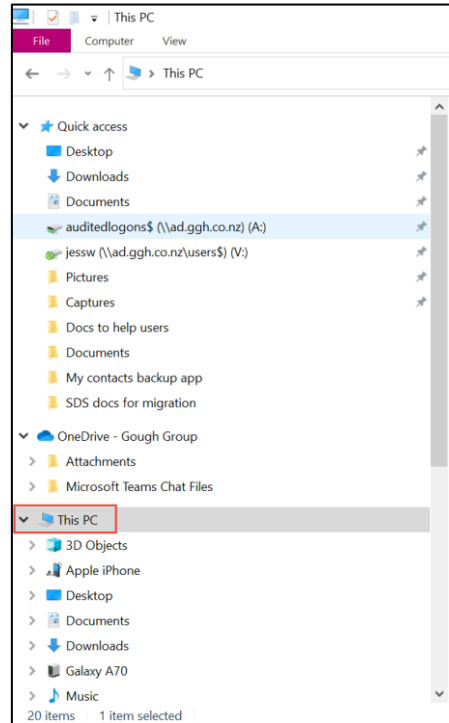 This PC
File Computer View
This PC
Quick access
Desktop
Downloads
Documents
auditedlogons$ (\\ad.ggh.co.nz) (A:)
jessw (\\ad.ggh.co.nz\users$) (V:)
Pictures
Captures
Docs to help users
Documents
My contacts backup app
SDS docs for migration
OneDrive - Gough Group
Attachments
Microsoft Teams Chat Files
This PC
3D Objects
Apple iPhone
Desktop
Documents
Downloads
Galaxy A70
Music
20 items 1 item selected